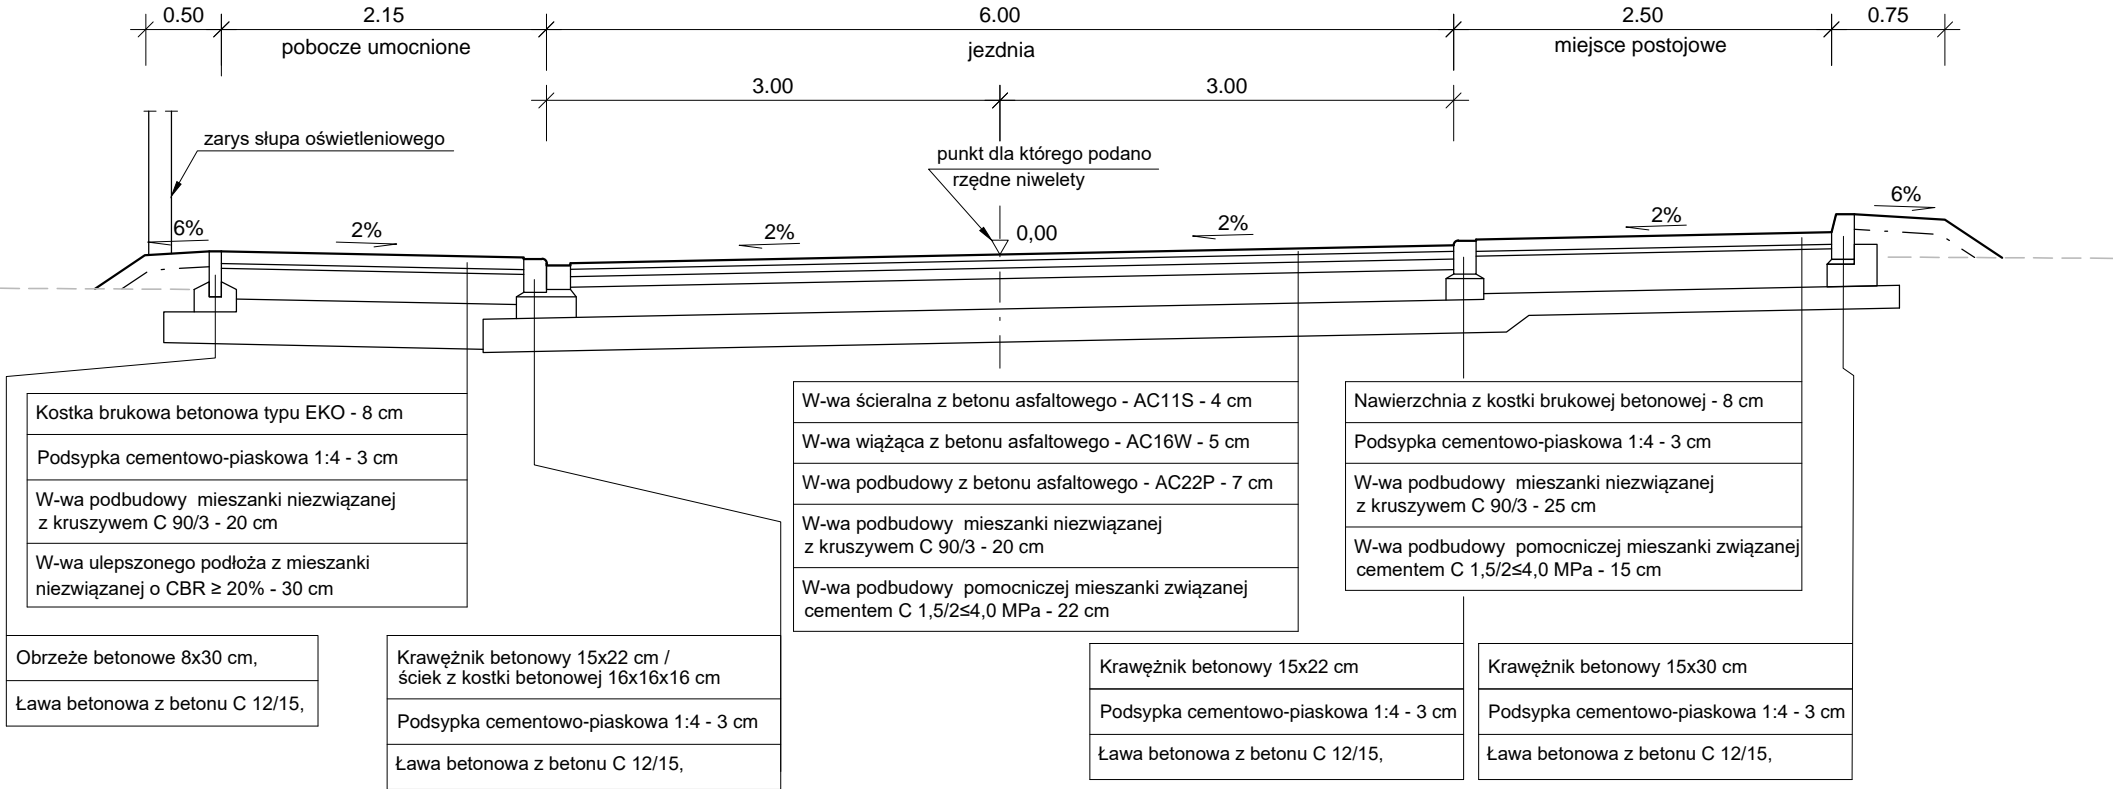 0.50
2.15
6.00
2.50
0.75
pobocze umocnione
jezdnia
miejsce postojowe
3.00
3.00
zarys słupa oświetleniowego
punkt dla którego podano
rzędne niwelety
6%
2%
2%
0,00
2%
2%
6%
Kostka brukowa betonowa typu EKO - 8 cm
Podsypka cementowo-piaskowa 1:4 - 3 cm
W-wa podbudowy mieszanki niezwiązanej
z kruszywem C 90/3 - 20 cm
W-wa ulepszonego podłoża z mieszanki
niezwiązanej o CBR ≥ 20% - 30 cm
W-wa ścieralna z betonu asfaltowego - AC11S - 4 cm
W-wa wiążąca z betonu asfaltowego - AC16W - 5 cm
W-wa podbudowy z betonu asfaltowego - AC22P - 7 cm
W-wa podbudowy mieszanki niezwiązanej
z kruszywem C 90/3 - 20 cm
W-wa podbudowy pomocniczej mieszanki związanej
cementem C 1,5/2≤4,0 MPa - 22 cm
Nawierzchnia z kostki brukowej betonowej - 8 cm
Podsypka cementowo-piaskowa 1:4 - 3 cm
W-wa podbudowy mieszanki niezwiązanej
z kruszywem C 90/3 - 25 cm
W-wa podbudowy pomocniczej mieszanki związanej
cementem C 1,5/2≤4,0 MPa - 15 cm
Obrzeże betonowe 8x30 cm,
Ława betonowa z betonu C 12/15,
Krawężnik betonowy 15x22 cm /
ściek z kostki betonowej 16x16x16 cm
Podsypka cementowo-piaskowa 1:4 - 3 cm
Ława betonowa z betonu C 12/15,
Krawężnik betonowy 15x22 cm
Podsypka cementowo-piaskowa 1:4 - 3 cm
Ława betonowa z betonu C 12/15,
Krawężnik betonowy 15x30 cm
Podsypka cementowo-piaskowa 1:4 - 3 cm
Ława betonowa z betonu C 12/15,